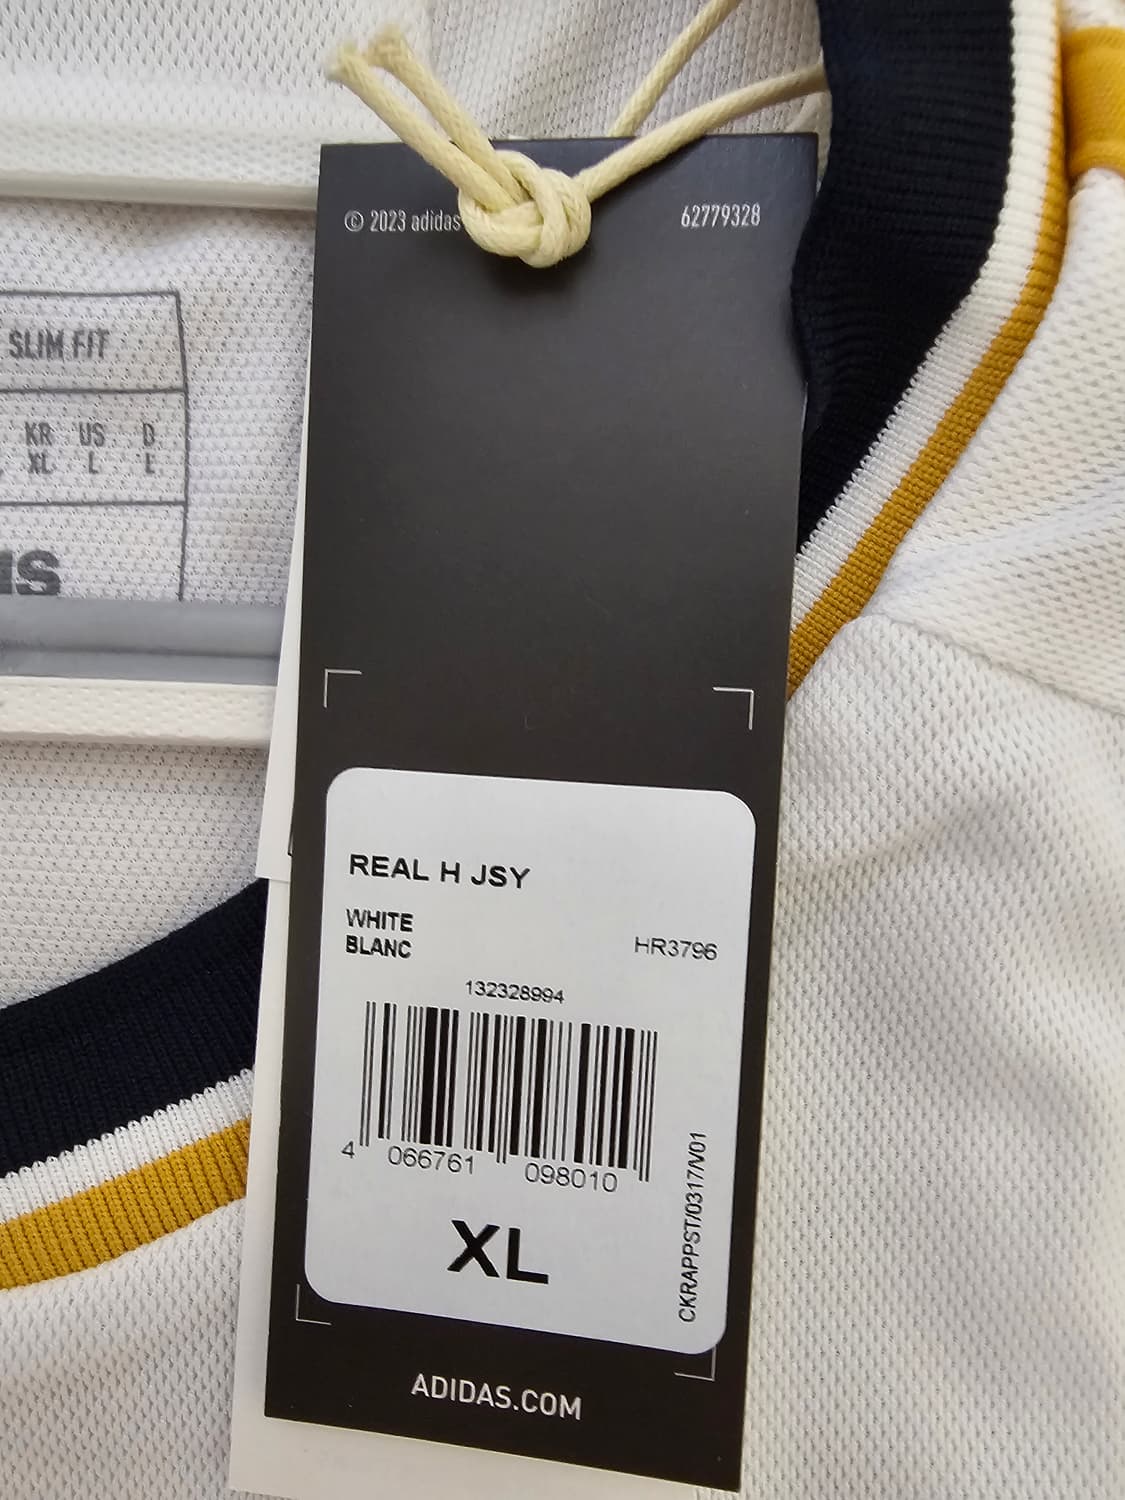 © 2023 adidas
62779328
SLIM FIT
KR US D
XL L L
REAL H JSY
WHITE
BLANC
HR3796
132328994
4 066761 098010
XL
CKRAPPST/0317/V01
ADIDAS.COM